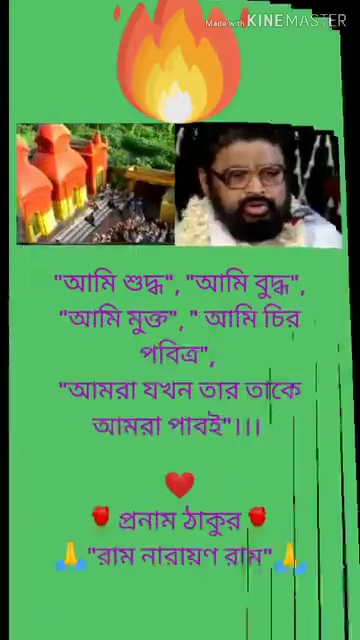 Made with KINEMASTER
"আমি শুদ্ধ", "আমি বুদ্ধ",
"আমি মুক্ত", " আমি চির
পবিত্র",
"আমরা যখন তার তাকে
আমরা পাবই"।।।
❤️
🌹 প্রনাম ঠাকুর🌹
🙏"রাম নারায়ণ রাম"🙏